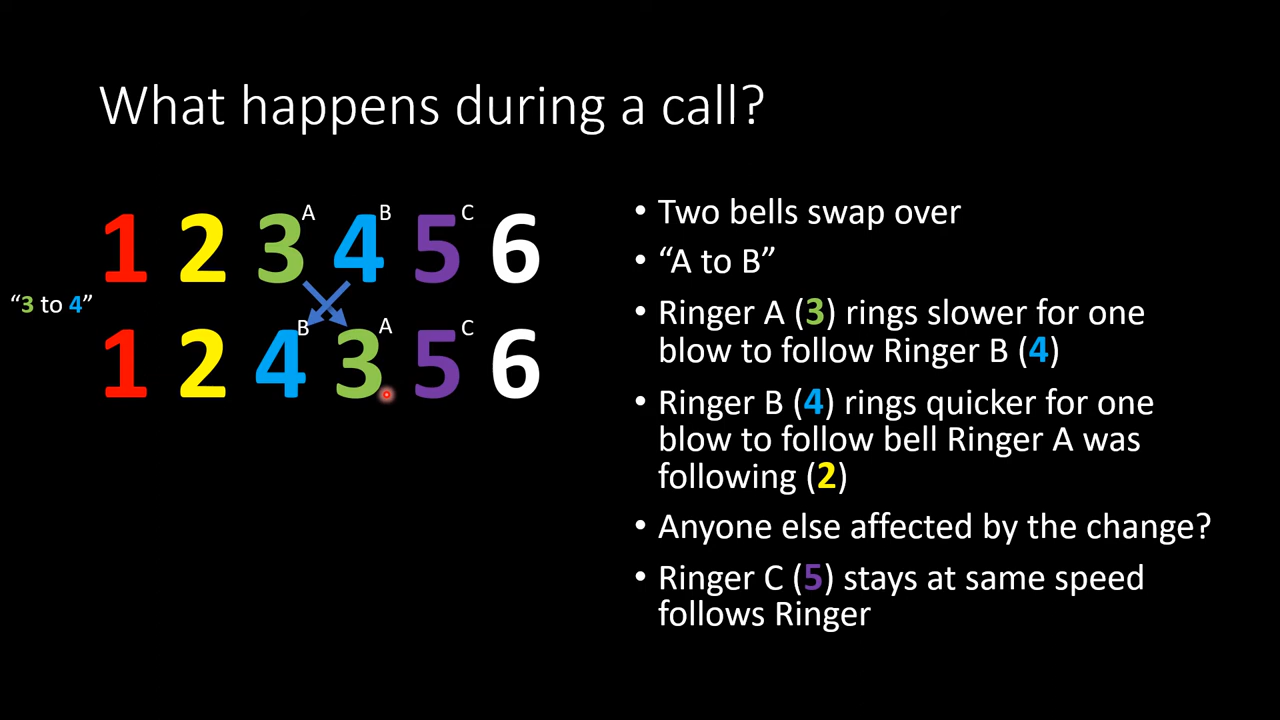 What happens during a call?
1 2 3 A 4 B 5 C 6
“3 to 4”
1 2 4 B 3 A 5 C 6
• Two bells swap over
• “A to B”
• Ringer A (3) rings slower for one
blow to follow Ringer B (4)
• Ringer B (4) rings quicker for one
blow to follow bell Ringer A was
following (2)
• Anyone else affected by the change?
• Ringer C (5) stays at same speed
follows Ringer